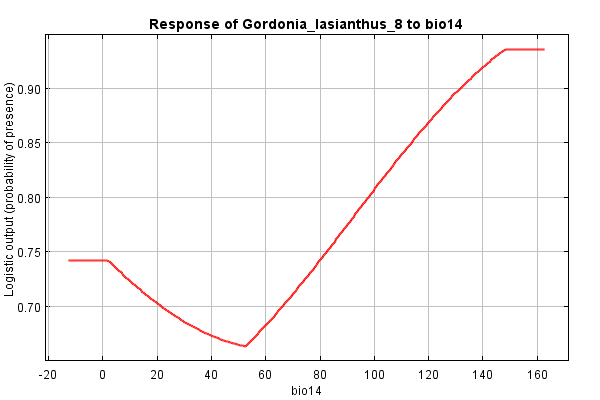 Response of Gordonia_lasianthus_8 to bio14
Logistic output (probability of presence)
0.90
0.85
0.80
0.75
0.70
-20 0 20 40 60 80 100 120 140 160
bio14